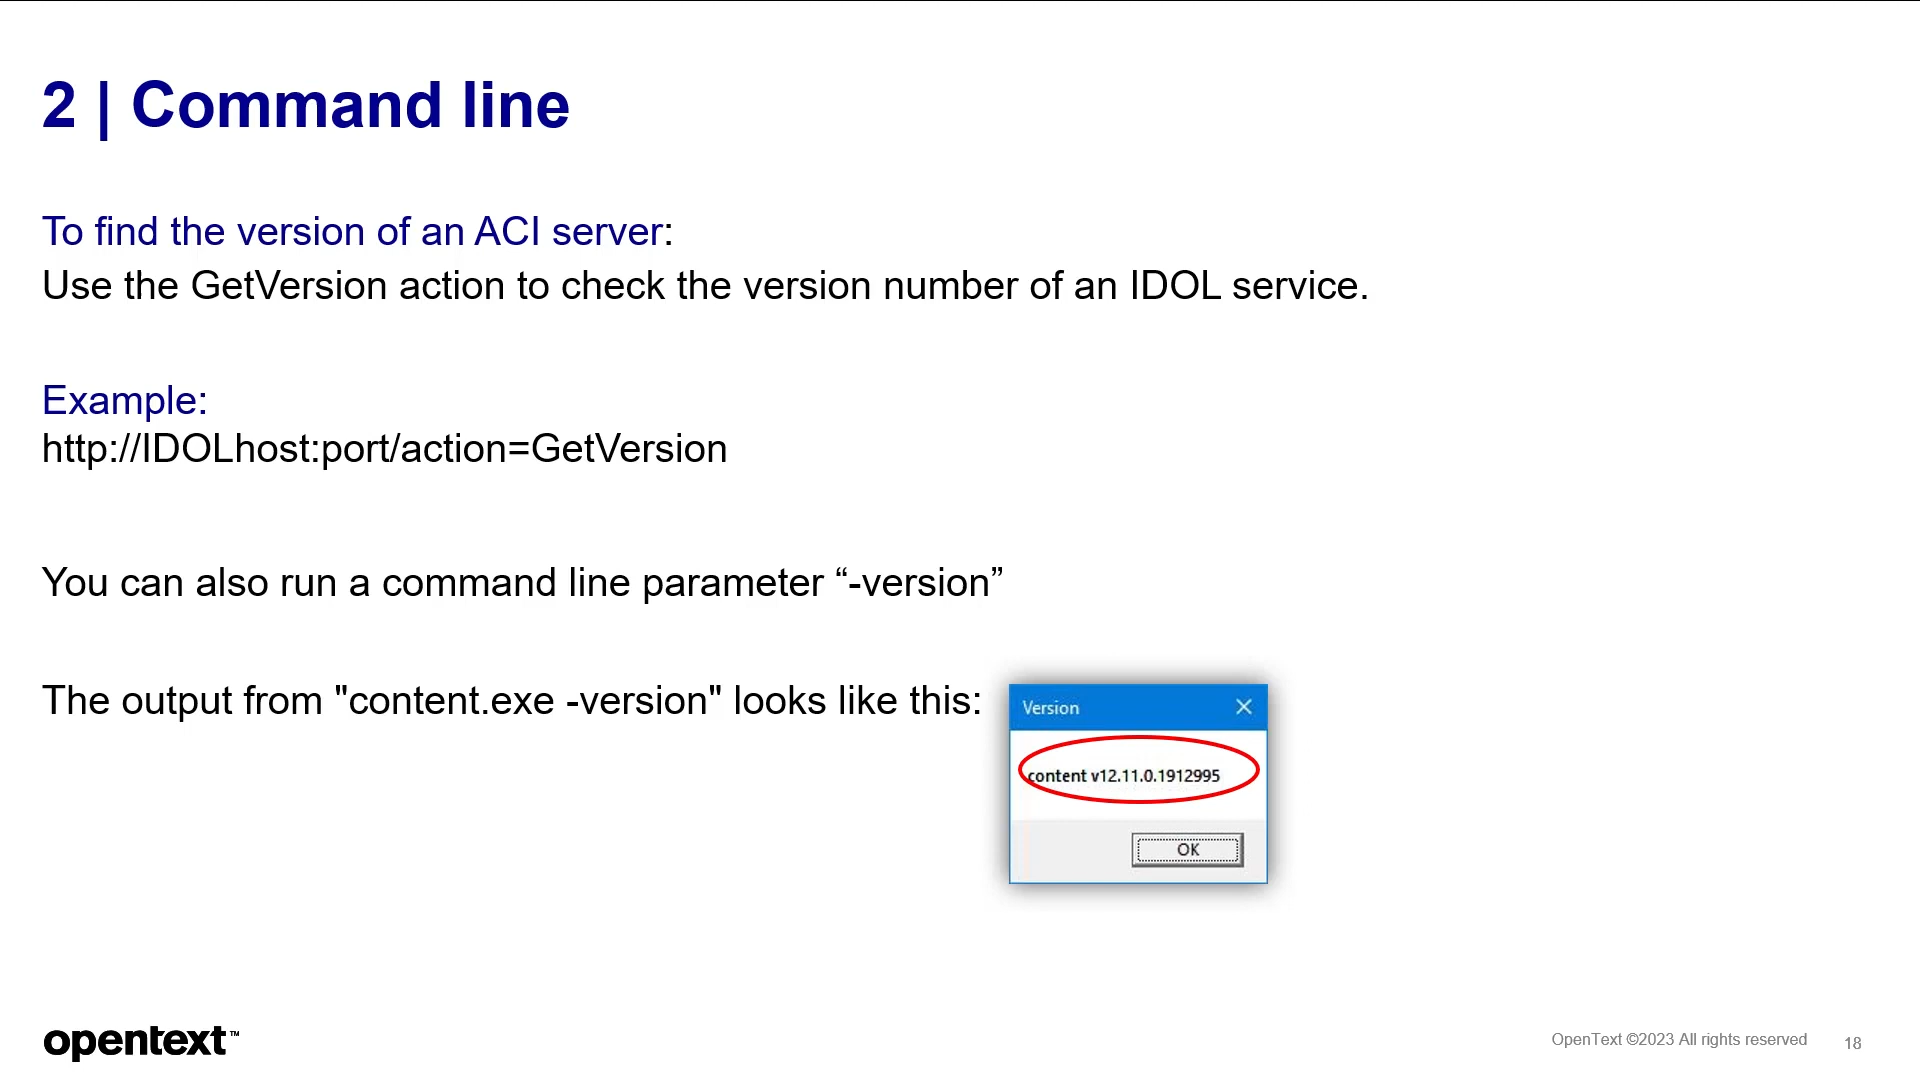 2 | Command line
To find the version of an ACI server:
Use the GetVersion action to check the version number of an IDOL service.
Example:
http://IDOLhost:port/action=GetVersion
You can also run a command line parameter “-version”
The output from "content.exe -version" looks like this:
Version
content v12.11.0.1912995
OK
opentext™
OpenText ©2023 All rights reserved
18